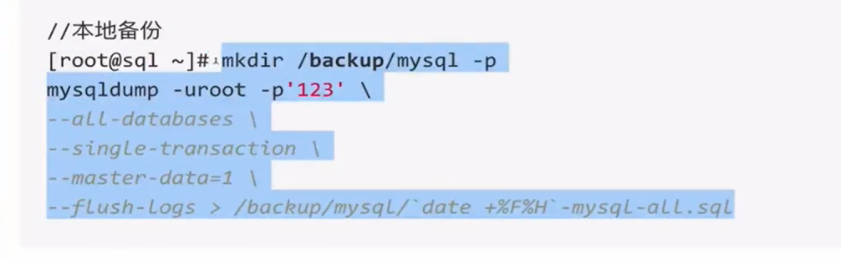 //本地备份
[root@sql ~]# mkdir /backup/mysql -p
mysqldump -uroot -p'123' \
--all-databases \
--single-transaction \
--master-data=1 \
--flush-logs > /backup/mysql/`date +%F%H`-mysql-all.sql